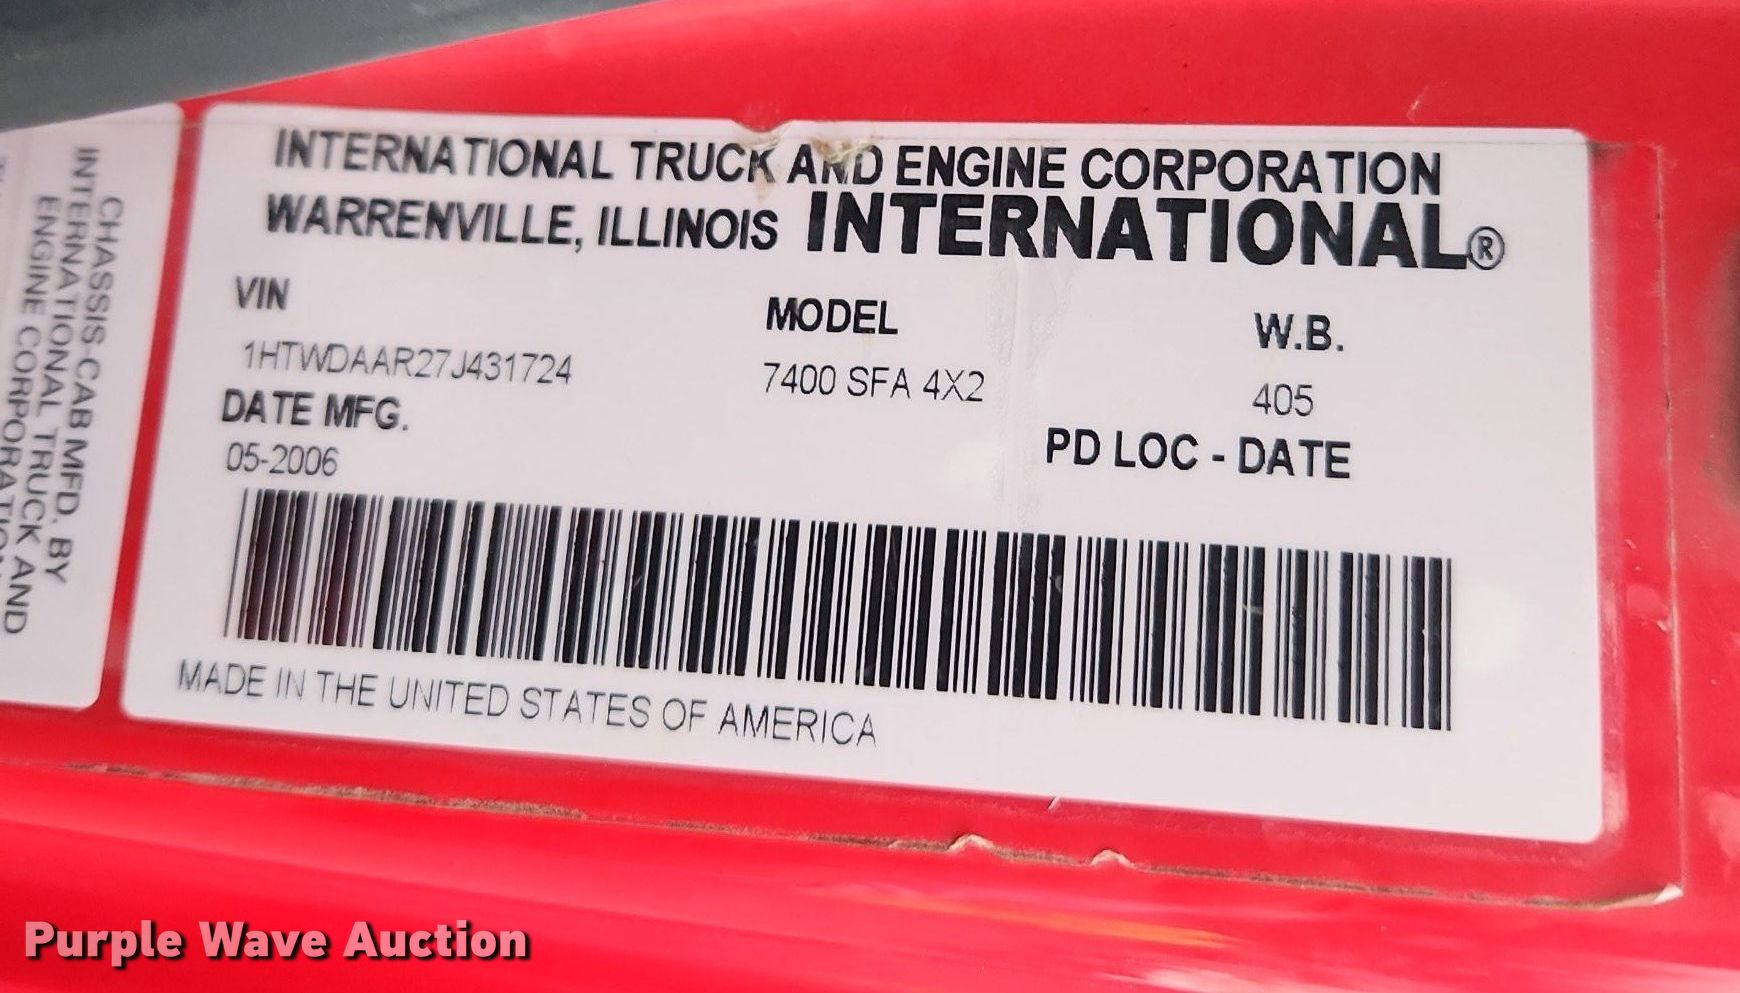 INTERNATIONAL TRUCK AND ENGINE CORPORATION
WARRENVILLE, ILLINOIS INTERNATIONAL®
VIN
MODEL
W.B.
1HTWDAAR27J431724
7400 SFA 4X2
405
DATE MFG.
PD LOC - DATE
05-2006
MADE IN THE UNITED STATES OF AMERICA
CHASSIS-CAB MFD. BY
INTERNATIONAL TRUCK AND
ENGINE CORPORATION
Purple Wave Auction